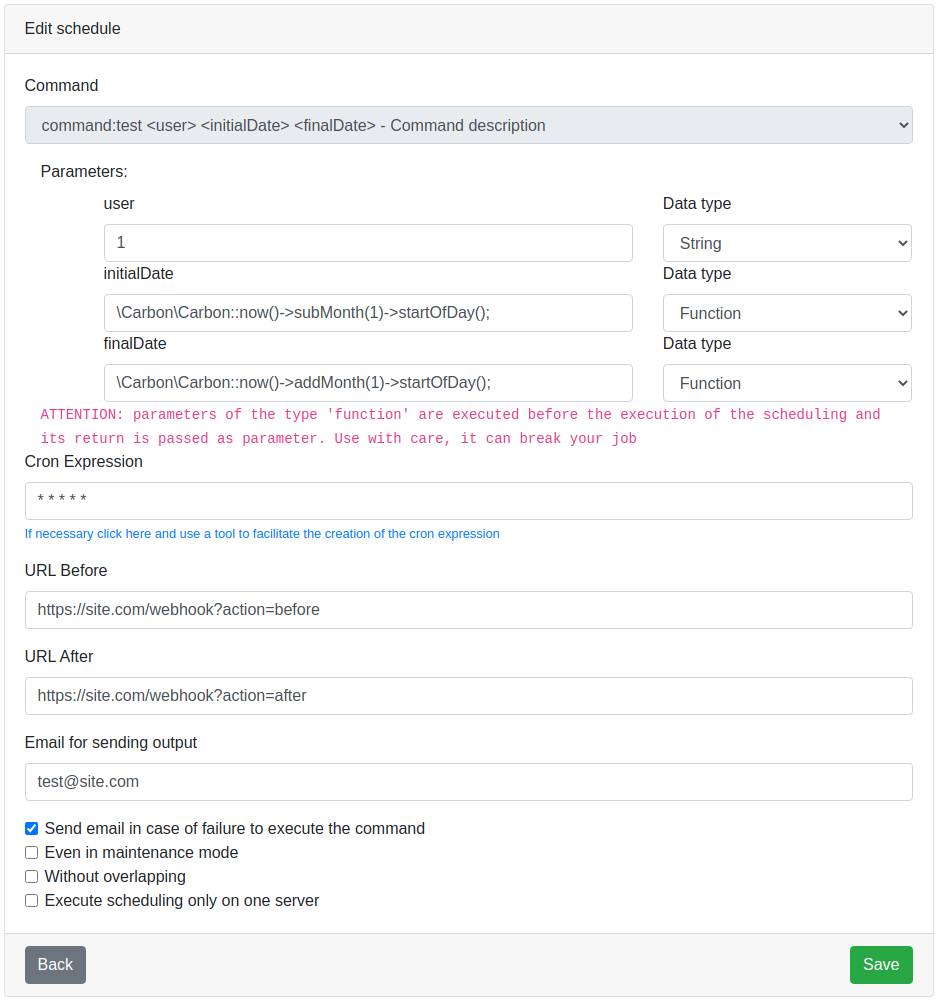 Edit schedule
Command
command:test <user> <initialDate> <finalDate> - Command description
Parameters:
user Data type
1 String
initialDate Data type
\Carbon\Carbon::now()->subMonth(1)->startOfDay(); Function
finalDate Data type
\Carbon\Carbon::now()->addMonth(1)->startOfDay(); Function
ATTENTION: parameters of the type 'function' are executed before the execution of the scheduling and
its return is passed as parameter. Use with care, it can break your job
Cron Expression
* * * * *
If necessary click here and use a tool to facilitate the creation of the cron expression
URL Before
https://site.com/webhook?action=before
URL After
https://site.com/webhook?action=after
Email for sending output
test@site.com
Send email in case of failure to execute the command
Even in maintenance mode
Without overlapping
Execute scheduling only on one server
Back Save